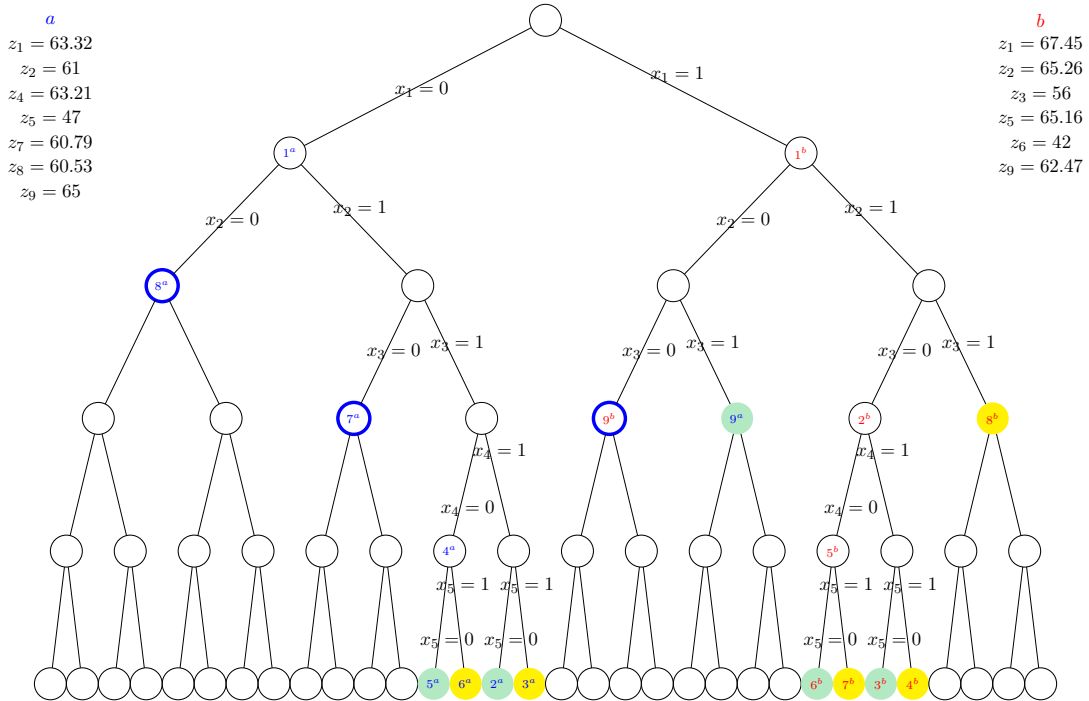 a
z₁ = 63.32
z₂ = 61
z₄ = 63.21
z₅ = 47
z₇ = 60.79
z₈ = 60.53
z₉ = 65
b
z₁ = 67.45
z₂ = 65.26
z₃ = 56
z₅ = 65.16
z₆ = 42
z₉ = 62.47
x₁ = 0
x₁ = 1
1ᵃ
1ᵇ
x₂ = 0
x₂ = 1
x₂ = 0
x₂ = 1
8ᵃ
x₃ = 0
x₃ = 1
x₃ = 0
x₃ = 1
x₃ = 0
x₃ = 1
7ᵃ
9ᵇ
9ᵃ
2ᵇ
8ᵇ
x₄ = 1
x₄ = 1
x₄ = 0
x₄ = 0
4ᵃ
5ᵇ
x₅ = 1
x₅ = 1
x₅ = 1
x₅ = 1
x₅ = 0
x₅ = 0
x₅ = 0
x₅ = 0
5ᵃ
6ᵃ
2ᵃ
3ᵃ
6ᵇ
7ᵇ
3ᵇ
4ᵇ